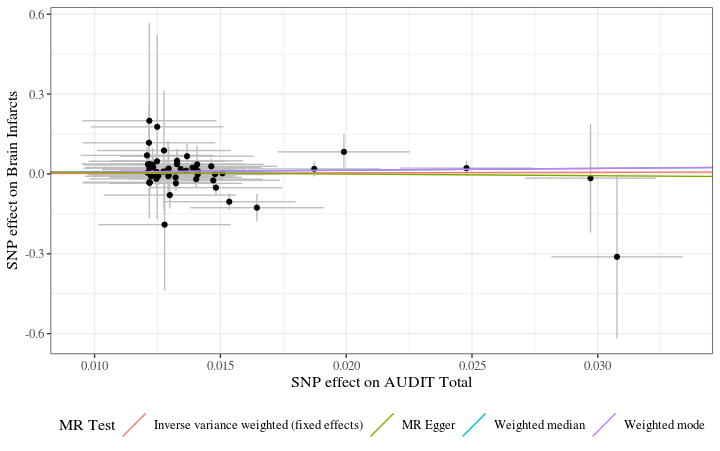 0.6
0.3
0.0
-0.3
-0.6
SNP effect on Brain Infarcts
0.010
0.015
0.020
0.025
0.030
SNP effect on AUDIT Total
MR Test
Inverse variance weighted (fixed effects)
MR Egger
Weighted median
Weighted mode